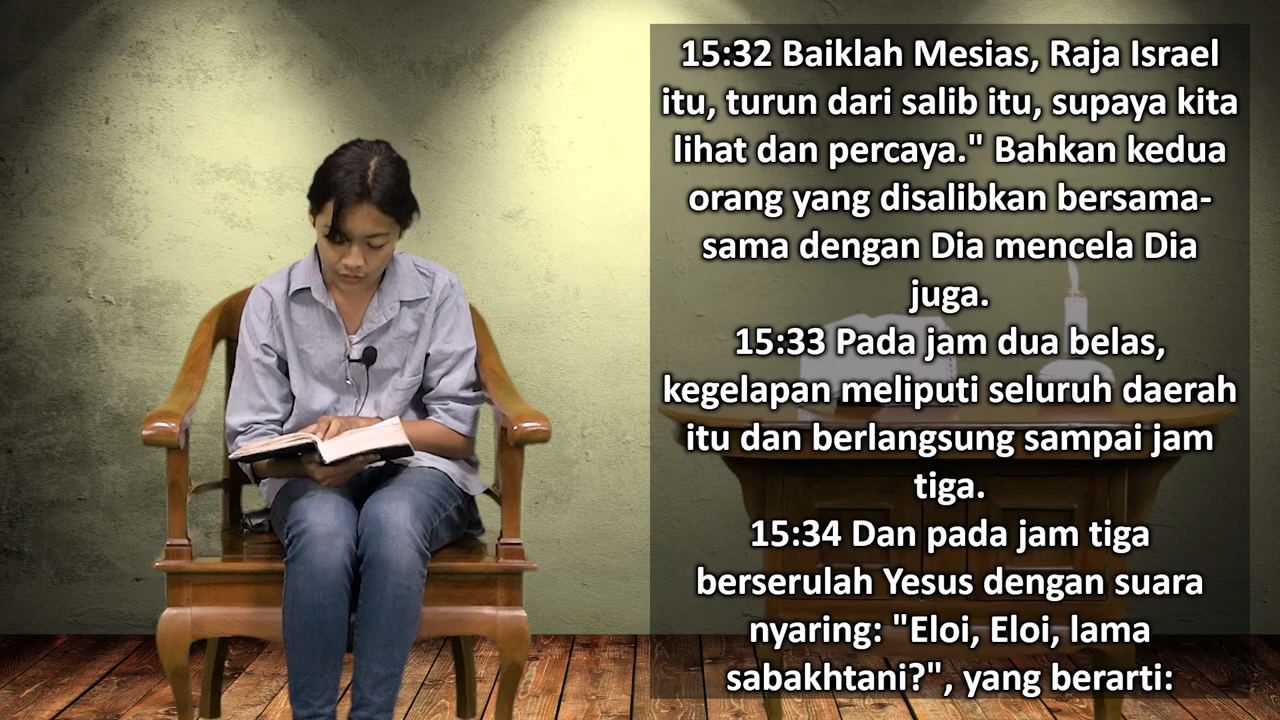 15:32 Baiklah Mesias, Raja Israel
itu, turun dari salib itu, supaya kita
lihat dan percaya." Bahkan kedua
orang yang disalibkan bersama-
sama dengan Dia mencela Dia
juga.
15:33 Pada jam dua belas,
kegelapan meliputi seluruh daerah
itu dan berlangsung sampai jam
tiga.
15:34 Dan pada jam tiga
berserulah Yesus dengan suara
nyaring: "Eloi, Eloi, lama
sabakhtani?", yang berarti: